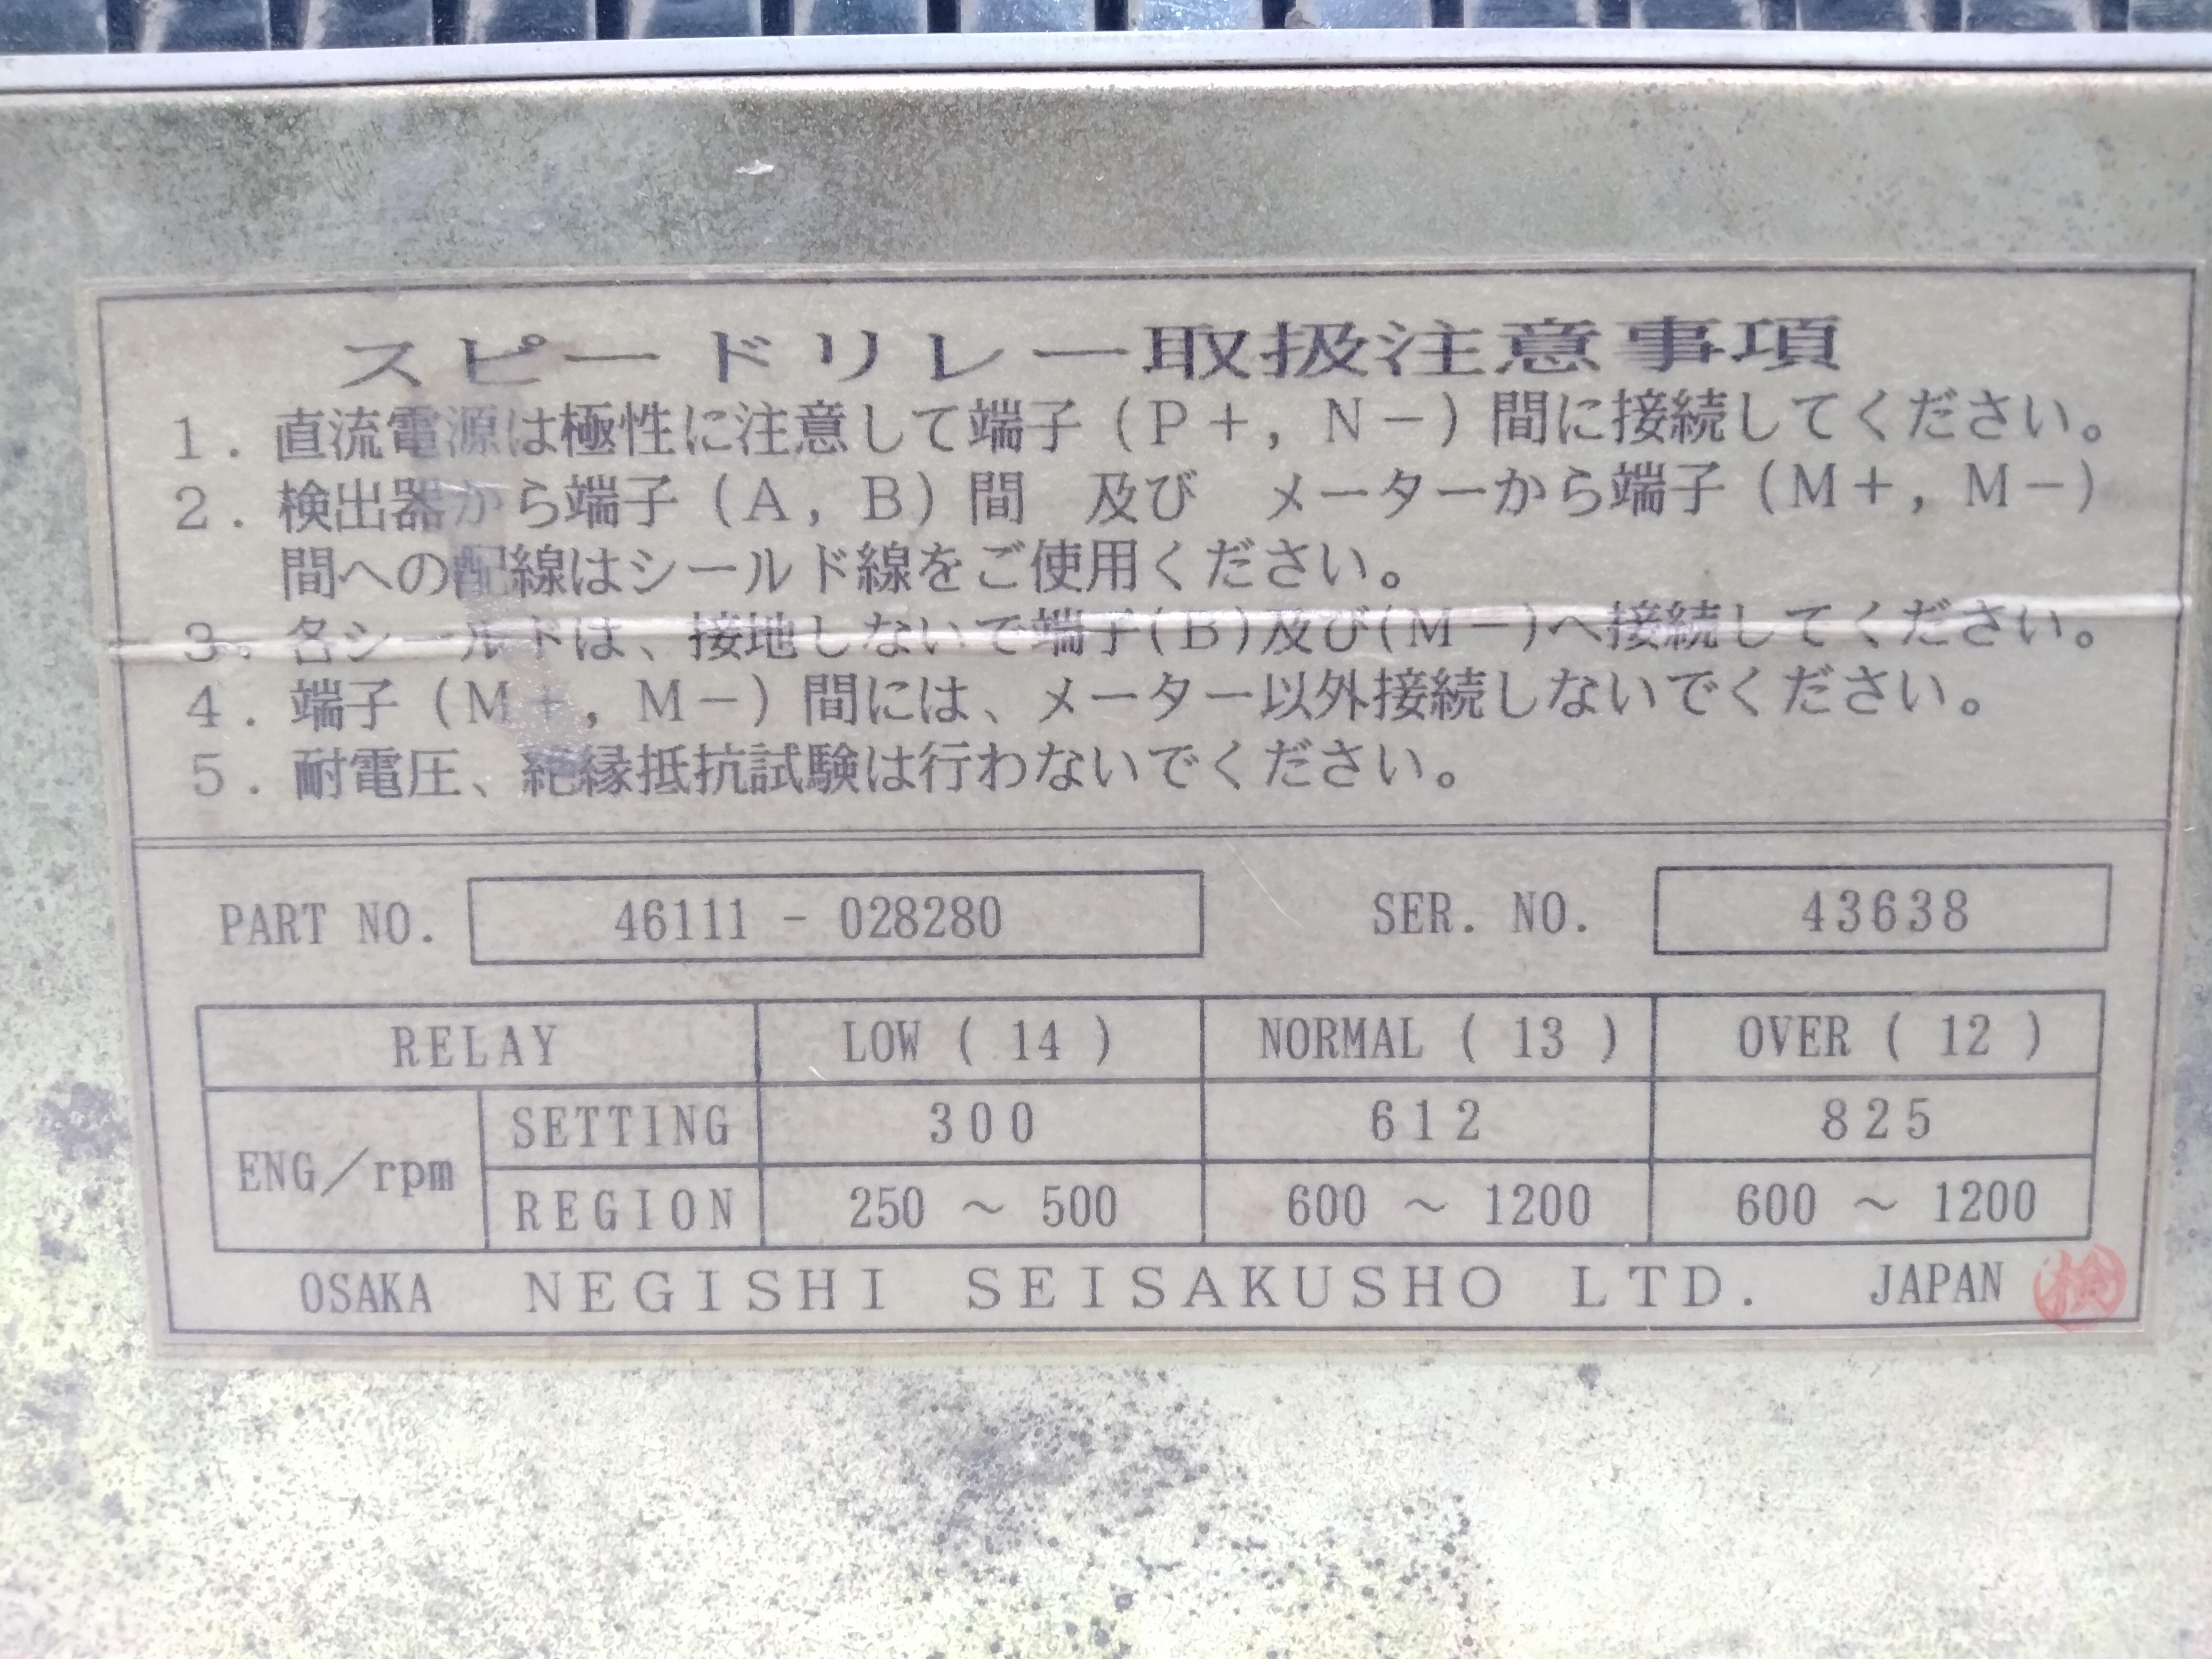 スピードリレー取扱注意事項
1. 直流電源は極性に注意して端子(P+, N-)間に接続してください。
2. 検出器から端子(A, B)間 及び メーターから端子(M+, M-)
間への配線はシールド線をご使用ください。
3. 各シールドは、接地しないで端子(B)及び(M-)へ接続してください。
4. 端子(M+, M-)間には、メーター以外接続しないでください。
5. 耐電圧、絶縁抵抗試験は行わないでください。
PART NO. 46111 - 028280 SER. NO. 43638
RELAY LOW ( 14 ) NORMAL ( 13 ) OVER ( 12 )
ENG/rpm SETTING 300 612 825
REGION 250 ~ 500 600 ~ 1200 600 ~ 1200
OSAKA NEGISHI SEISAKUSHO LTD. JAPAN 検